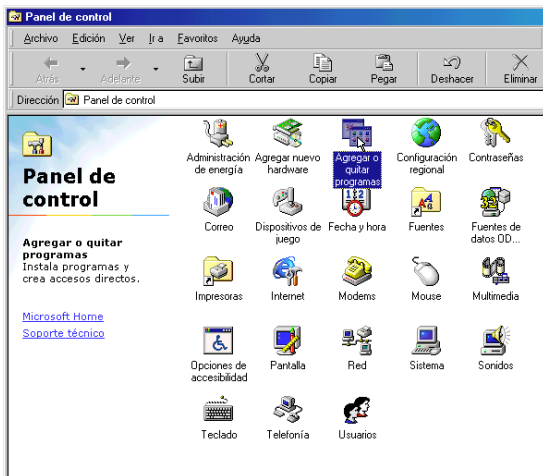 Panel de control
Archivo Edición Ver Ir a Favoritos Ayuda
Atrás Adelante Subir Cortar Copiar Pegar Deshacer Eliminar
Dirección Panel de control
Panel de
control
Agregar o quitar
programas
Instala programas y
crea accesos directos.
Microsoft Home
Soporte técnico
Administración
de energía
Agregar nuevo
hardware
Agregar o
quitar
programas
Configuración
regional
Contraseñas
Correo
Dispositivos de
juego
Fecha y hora
Fuentes
Fuentes de
datos OD...
Impresoras
Internet
Modems
Mouse
Multimedia
Opciones de
accesibilidad
Pantalla
Red
Sistema
Sonidos
Teclado
Telefonía
Usuarios